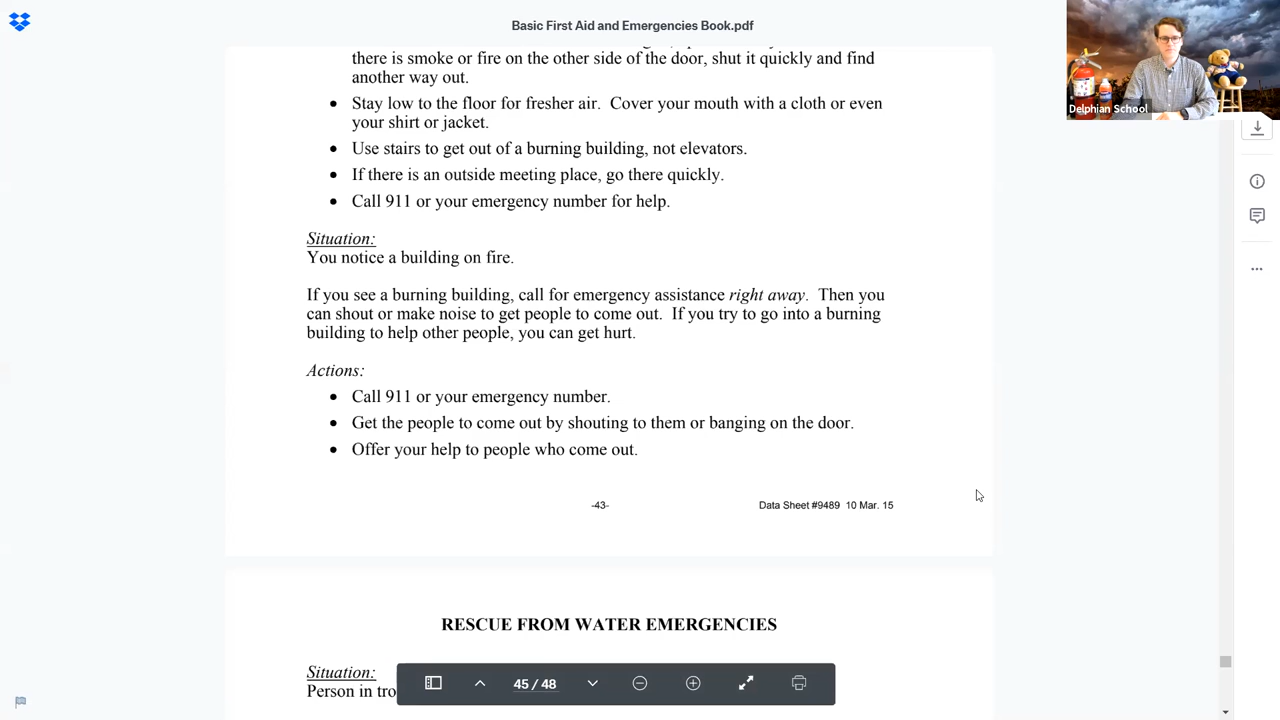 Basic First Aid and Emergencies Book.pdf
there is smoke or fire on the other side of the door, shut it quickly and find
another way out.
• Stay low to the floor for fresher air. Cover your mouth with a cloth or even
your shirt or jacket.
• Use stairs to get out of a burning building, not elevators.
• If there is an outside meeting place, go there quickly.
• Call 911 or your emergency number for help.
Situation:
You notice a building on fire.
If you see a burning building, call for emergency assistance right away. Then you
can shout or make noise to get people to come out. If you try to go into a burning
building to help other people, you can get hurt.
Actions:
• Call 911 or your emergency number.
• Get the people to come out by shouting to them or banging on the door.
• Offer your help to people who come out.
-43-
Data Sheet #9489 10 Mar. 15
RESCUE FROM WATER EMERGENCIES
Situation:
Person in
45 / 48
Delphian School